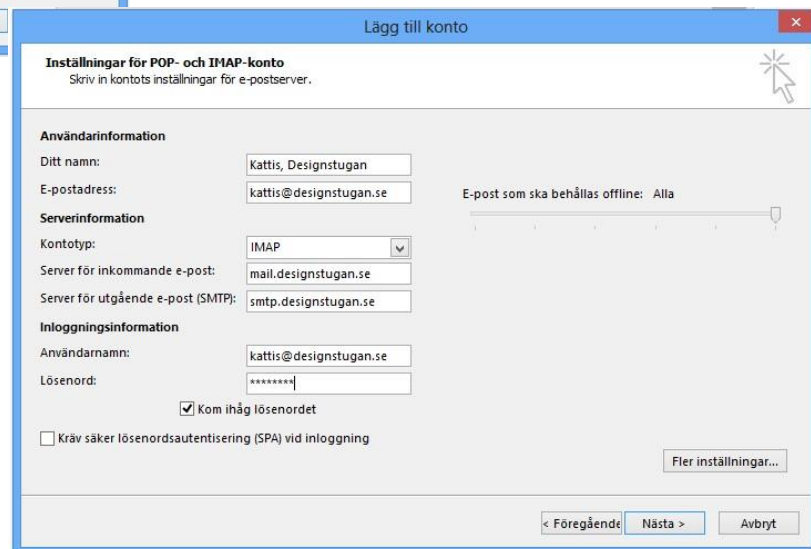 Lägg till konto
Inställningar för POP- och IMAP-konto
Skriv in kontots inställningar för e-postserver.
Användarinformation
Ditt namn: Kattis, Designstugan
E-postadress: kattis@designstugan.se
E-post som ska behållas offline: Alla
Serverinformation
Kontotyp: IMAP
Server för inkommande e-post: mail.designstugan.se
Server för utgående e-post (SMTP): smtp.designstugan.se
Inloggningsinformation
Användarnamn: kattis@designstugan.se
Lösenord: ********
Kom ihåg lösenordet
Kräv säker lösenordsautentisering (SPA) vid inloggning
Fler inställningar...
< Föregående Nästa > Avbryt